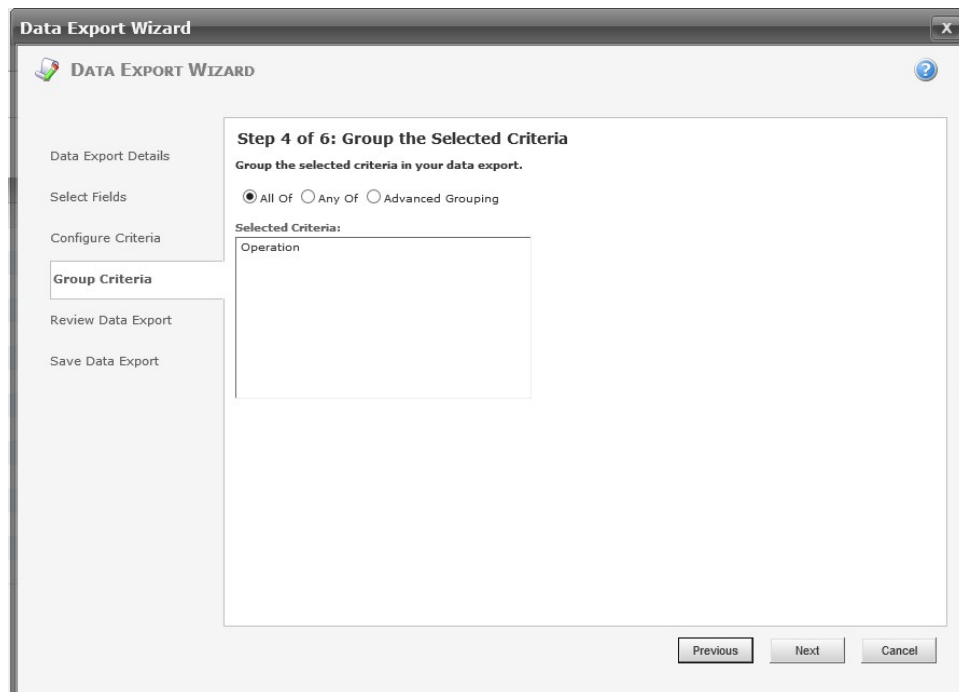 Data Export Wizard
X
DATA EXPORT WIZARD
?
Data Export Details
Select Fields
Configure Criteria
Group Criteria
Review Data Export
Save Data Export
Step 4 of 6: Group the Selected Criteria
Group the selected criteria in your data export.
All Of Any Of Advanced Grouping
Selected Criteria:
Operation
Previous Next Cancel